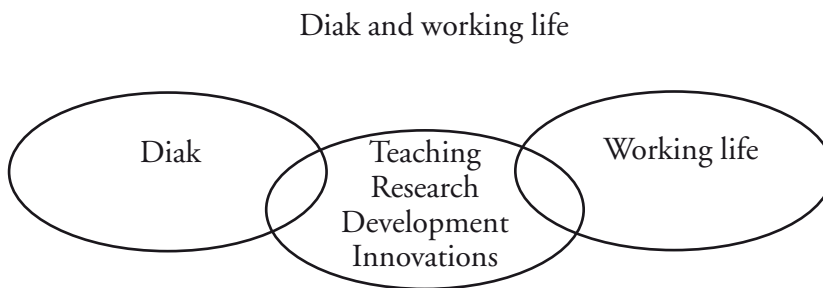 Diak and working life
Diak
Teaching
Research
Development
Innovations
Working life